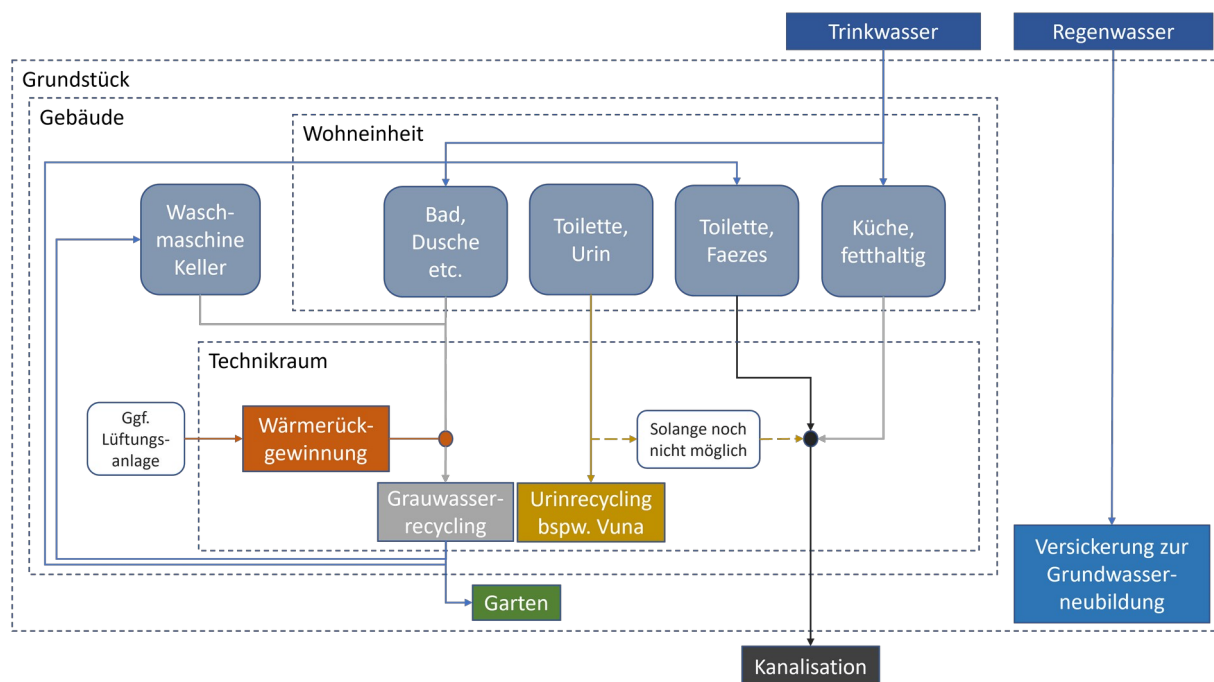 Trinkwasser
Regenwasser
Grundstück
Gebäude
Wohneinheit
Wasch-
maschine
Keller
Bad,
Dusche
etc.
Toilette,
Urin
Toilette,
Faezes
Küche,
fetthaltig
Technikraum
Ggf.
Lüftungs-
anlage
Wärmerück-
gewinnung
Solange noch
nicht möglich
Grauwasser-
recycling
Urinrecycling
bspw. Vuna
Versickerung zur
Grundwasser-
neubildung
Garten
Kanalisation